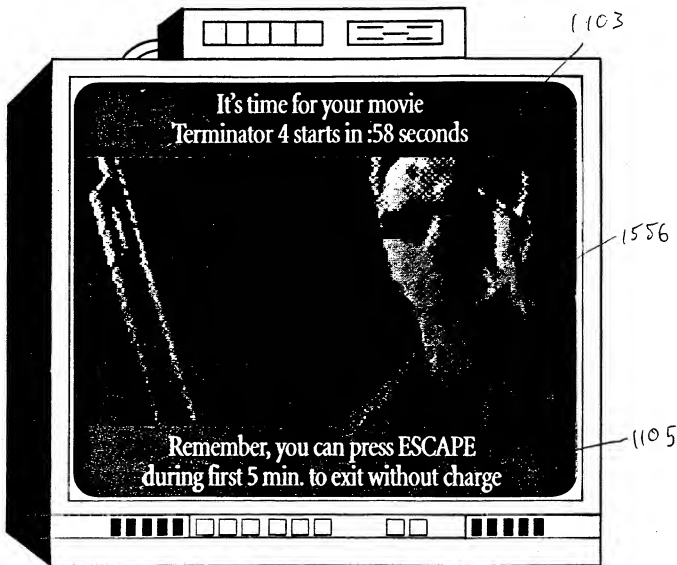 1103
It's time for your movie
Terminator 4 starts in :58 seconds
1556
Remember, you can press ESCAPE
1105
during first 5 min. to exit without charge